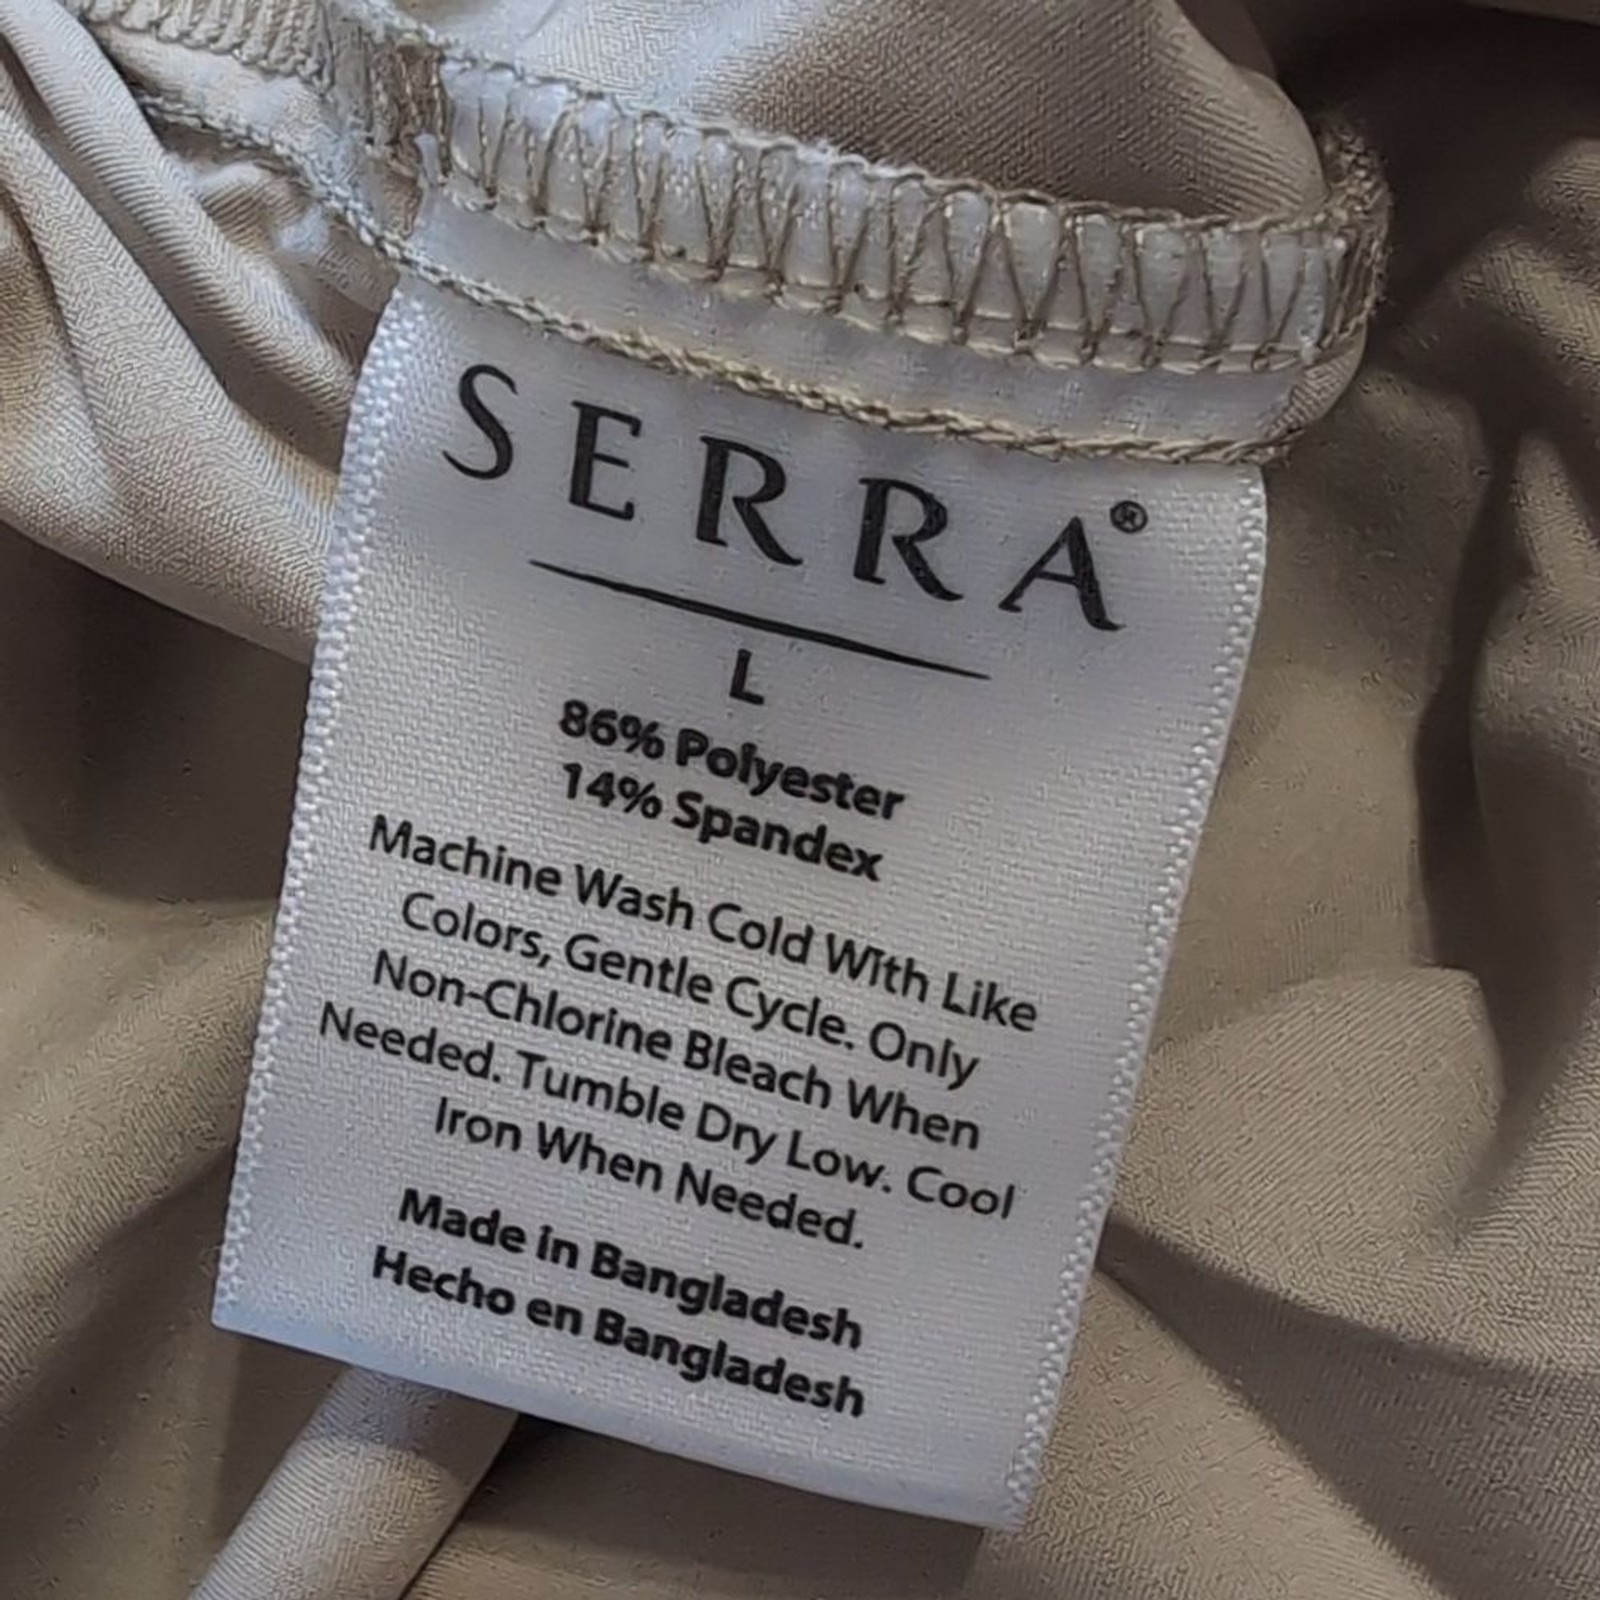 SERRA®
L
86% Polyester
14% Spandex
Machine Wash Cold With Like
Colors, Gentle Cycle. Only
Non-Chlorine Bleach When
Needed. Tumble Dry Low. Cool
Iron When Needed.
Made in Bangladesh
Hecho en Bangladesh